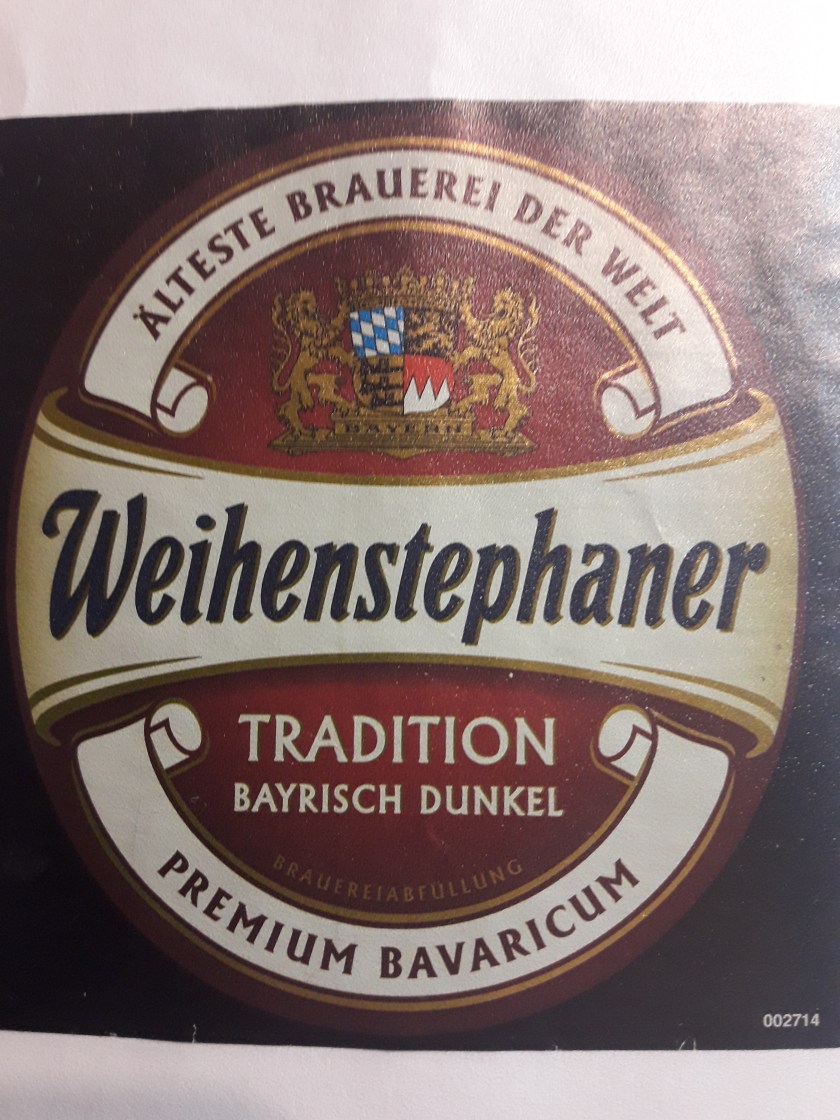 ÄLTESTE BRAUEREI DER WELT
BAYERN
Weihenstephaner
TRADITION
BAYRISCH DUNKEL
BRAUEREIABFÜLLUNG
PREMIUM BAVARICUM
002714